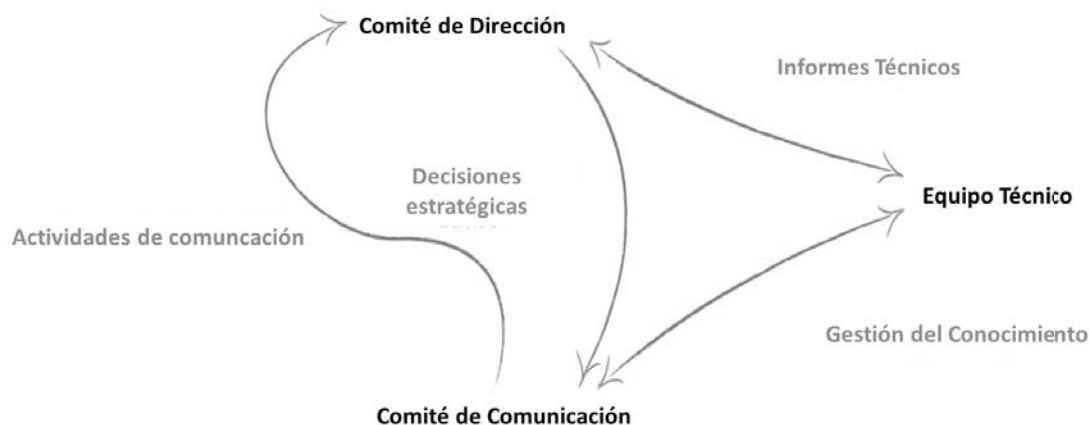 Comité de Dirección
Informes Técnicos
Decisiones
estratégicas
Equipo Técnico
Actividades de comuncación
Gestión del Conocimiento
Comité de Comunicación